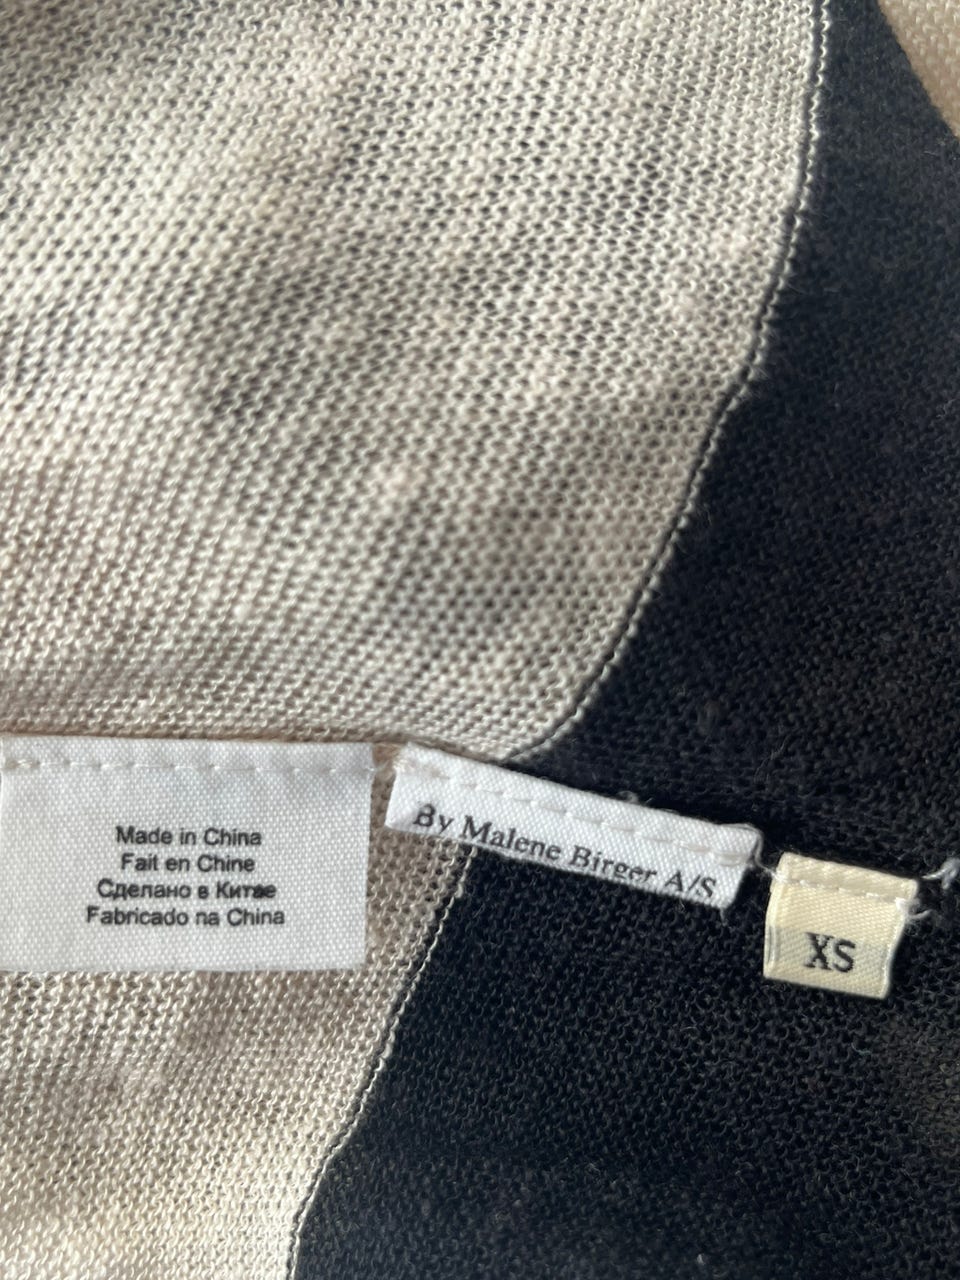 Made in China
Fait en Chine
Сделано в Китае
Fabricado na China
By Malene Birger A/S
XS